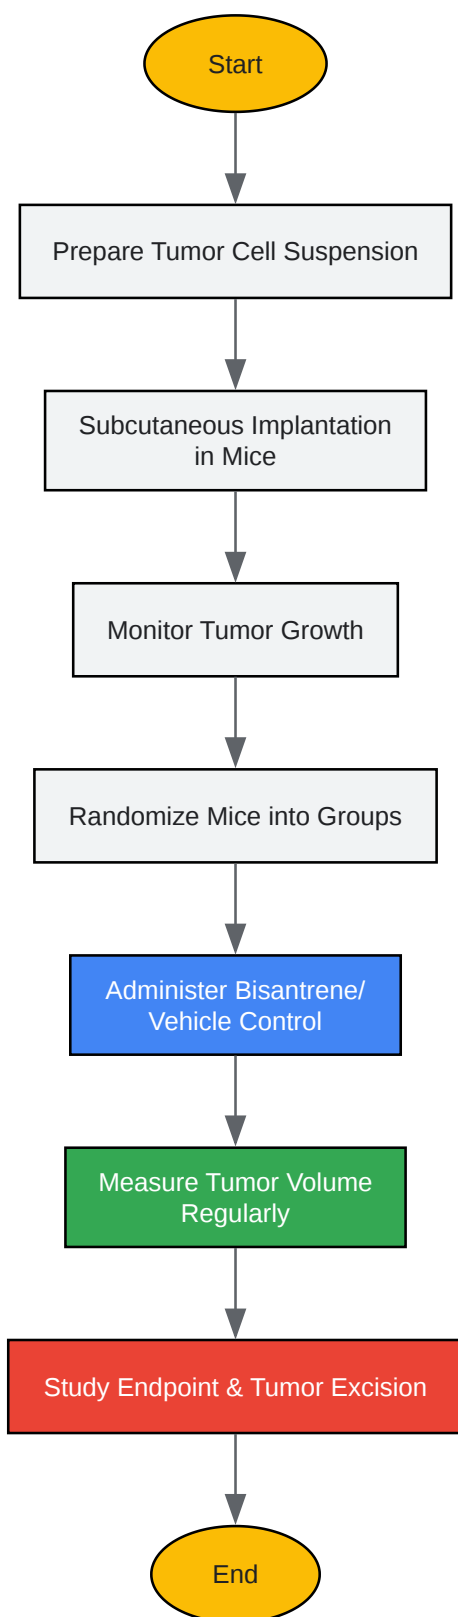 Start
Prepare Tumor Cell Suspension
Subcutaneous Implantation
in Mice
Monitor Tumor Growth
Randomize Mice into Groups
Administer Bisantrene/
Vehicle Control
Measure Tumor Volume
Regularly
Study Endpoint & Tumor Excision
End